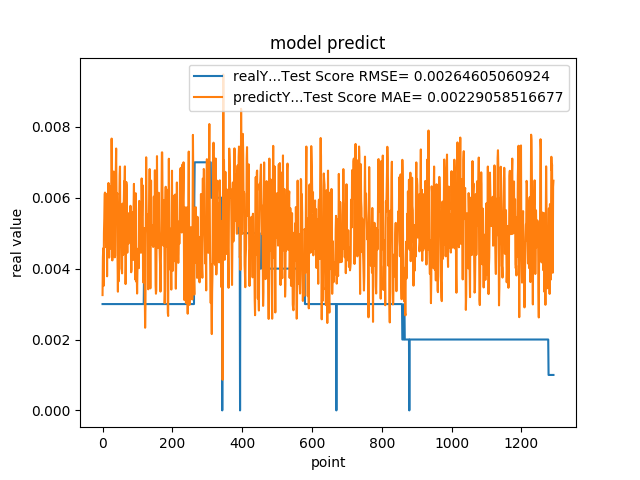 model predict
realY...Test Score RMSE= 0.00264605060924
predictY...Test Score MAE= 0.00229058516677
real value
0.008
0.006
0.004
0.002
0.000
0 200 400 600 800 1000 1200
point